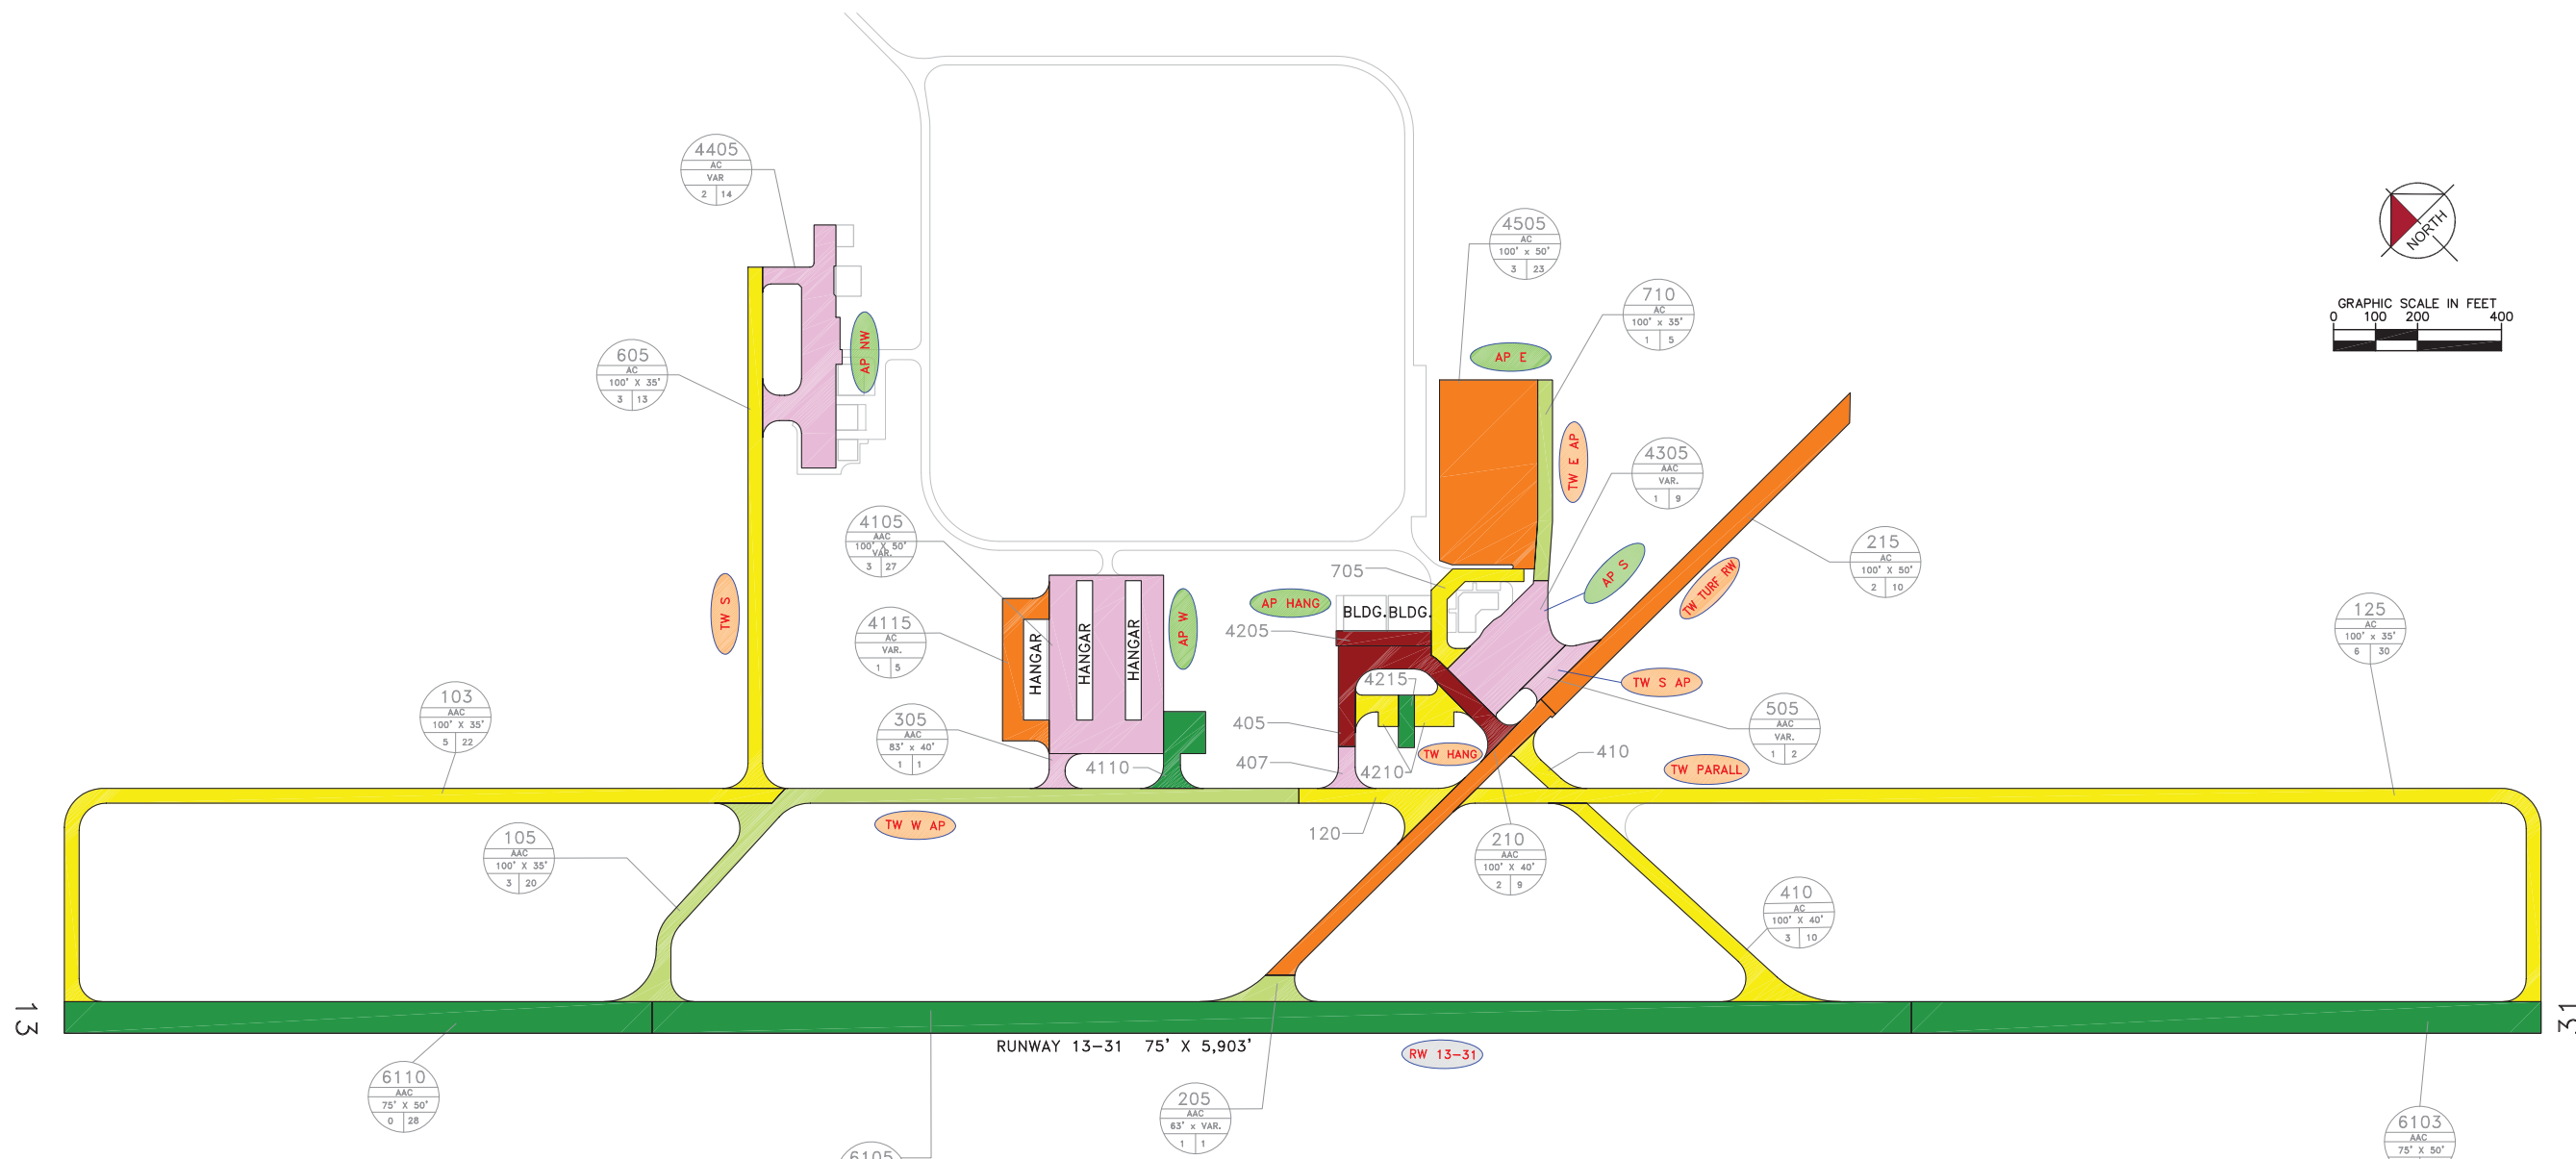 4405
AC
VAR
2 14
4505
AC
100' x 50'
3 23
NORTH
710
AC
100' x 35'
1 5
GRAPHIC SCALE IN FEET
0 100 200 400
605
AC
100' X 35'
3 13
AP NW
AP E
TW E AP
4305
AAC
VAR.
1 9
4105
AAC
100' X 50'
VAR.
3 27
215
AC
100' X 50'
2 10
AP S
TW TURF RW
705
TW S
AP HANG
BLDG.
BLDG.
4205
4115
AC
VAR.
1 5
HANGAR
HANGAR
HANGAR
AP W
125
AC
100' x 35'
6 30
4215
TW S AP
103
AAC
100' X 35'
5 22
305
AAC
83' x 40'
1 1
405
505
AAC
VAR.
1 2
TW HANG
410
407
4110
4210
TW PARALL
TW W AP
120
105
AAC
100' X 35'
3 20
210
AAC
100' X 40'
2 9
410
AC
100' X 40'
3 10
13
31
RUNWAY 13-31 75' X 5,903'
RW 13-31
6110
AAC
75' X 50'
0 28
205
AAC
63' x VAR.
1 1
6103
AAC
75' X 50'
6105